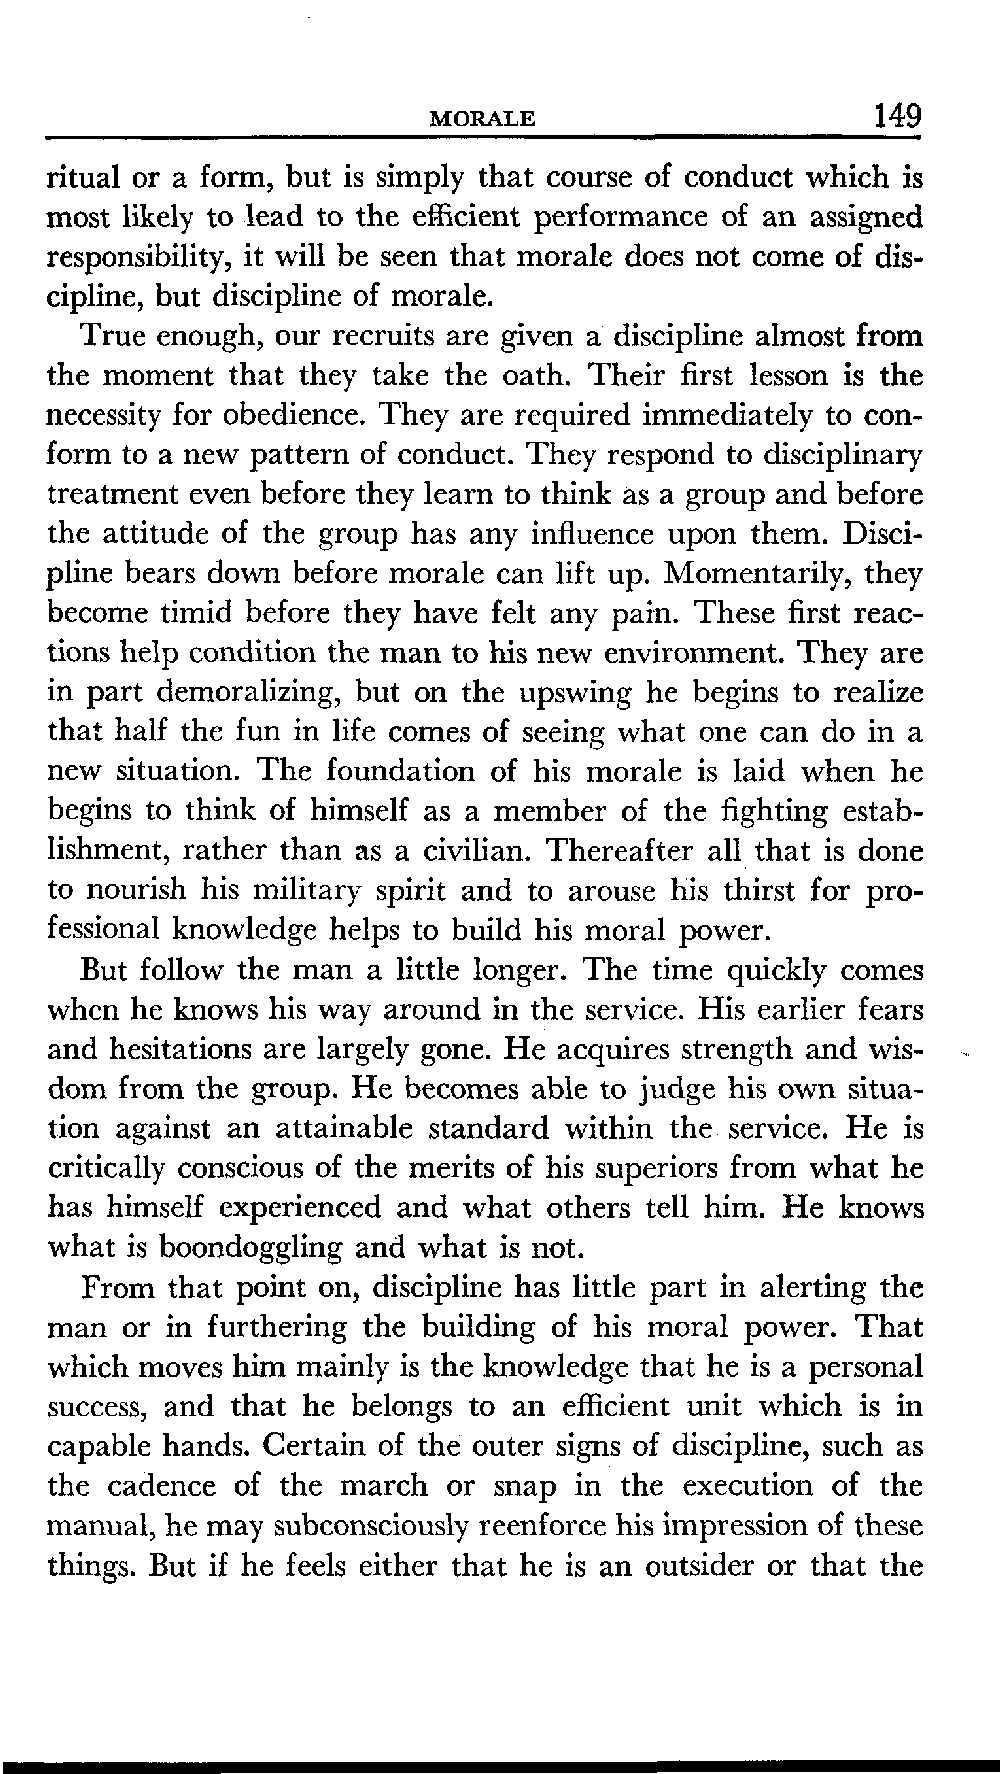 MORALE 149
ritual or a form, but is simply that course of conduct which is
most likely to lead to the efficient performance of an assigned
responsibility, it will be seen that morale does not come of dis-
cipline, but discipline of morale.
True enough, our recruits are given a discipline almost from
the moment that they take the oath. Their first lesson is the
necessity for obedience. They are required immediately to con-
form to a new pattern of conduct. They respond to disciplinary
treatment even before they learn to think as a group and before
the attitude of the group has any influence upon them. Disci-
pline bears down before morale can lift up. Momentarily, they
become timid before they have felt any pain. These first reac-
tions help condition the man to his new environment. They are
in part demoralizing, but on the upswing he begins to realize
that half the fun in life comes of seeing what one can do in a
new situation. The foundation of his morale is laid when he
begins to think of himself as a member of the fighting estab-
lishment, rather than as a civilian. Thereafter all that is done
to nourish his military spirit and to arouse his thirst for pro-
fessional knowledge helps to build his moral power.
But follow the man a little longer. The time quickly comes
when he knows his way around in the service. His earlier fears
and hesitations are largely gone. He acquires strength and wis-
dom from the group. He becomes able to judge his own situa-
tion against an attainable standard within the service. He is
critically conscious of the merits of his superiors from what he
has himself experienced and what others tell him. He knows
what is boondoggling and what is not.
From that point on, discipline has little part in alerting the
man or in furthering the building of his moral power. That
which moves him mainly is the knowledge that he is a personal
success, and that he belongs to an efficient unit which is in
capable hands. Certain of the outer signs of discipline, such as
the cadence of the march or snap in the execution of the
manual, he may subconsciously reenforce his impression of these
things. But if he feels either that he is an outsider or that the